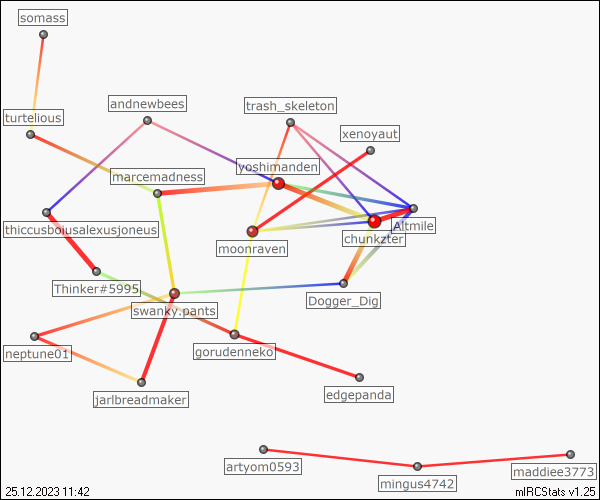 somass
andnewbees
trash_skeleton
turtelious
xenoyaut
yoshimanden
marcemadness
thiccusbolusalexusjoneus
Altmile
chunkzter
moonraven
Thinker#5995
Dogger_Dig
swanky.pants
neptune01
gorudenneko
edgepanda
jarlbreadmaker
artyom0593
maddiee3773
mingus4742
25.12.2023 11:42
mIRCStats v1.25